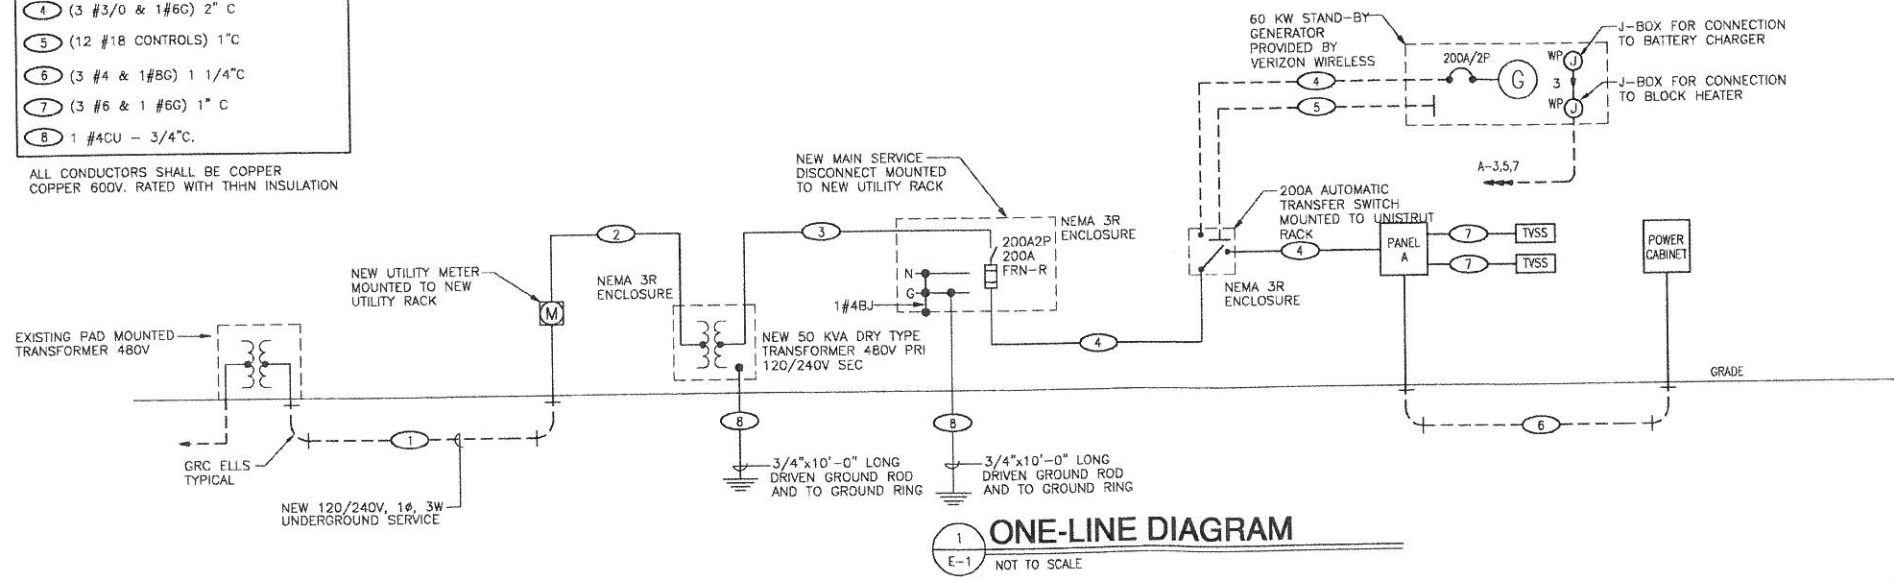 4 (3 #3/0 & 1#6G) 2" C
5 (12 #18 CONTROLS) 1"C
6 (3 #4 & 1#8G) 1 1/4"C
7 (3 #6 & 1 #6G) 1" C
8 1 #4CU - 3/4"C.
ALL CONDUCTORS SHALL BE COPPER
COPPER 600V. RATED WITH THHN INSULATION
EXISTING PAD MOUNTED
TRANSFORMER 480V
GRC ELLS
TYPICAL
1
NEW 120/240V, 1ø, 3W
UNDERGROUND SERVICE
NEW UTILITY METER
MOUNTED TO NEW
UTILITY RACK
M
2
NEMA 3R
ENCLOSURE
NEW 50 KVA DRY TYPE
TRANSFORMER 480V PRI
120/240V SEC
8
3/4"x10'-0" LONG
DRIVEN GROUND ROD
AND TO GROUND RING
3
NEW MAIN SERVICE
DISCONNECT MOUNTED
TO NEW UTILITY RACK
NEMA 3R
ENCLOSURE
200A2P
200A
FRN-R
N
G
1#4BJ
8
3/4"x10'-0" LONG
DRIVEN GROUND ROD
AND TO GROUND RING
4
60 KW STAND-BY
GENERATOR
PROVIDED BY
VERIZON WIRELESS
4
5
200A/2P
G
WP J
3
WP J
J-BOX FOR CONNECTION
TO BATTERY CHARGER
J-BOX FOR CONNECTION
TO BLOCK HEATER
A-3,5,7
200A AUTOMATIC
TRANSFER SWITCH
MOUNTED TO UNISTRUT
RACK
4
NEMA 3R
ENCLOSURE
PANEL
A
7 TVSS
7 TVSS
POWER
CABINET
GRADE
6
1
E-1
ONE-LINE DIAGRAM
NOT TO SCALE